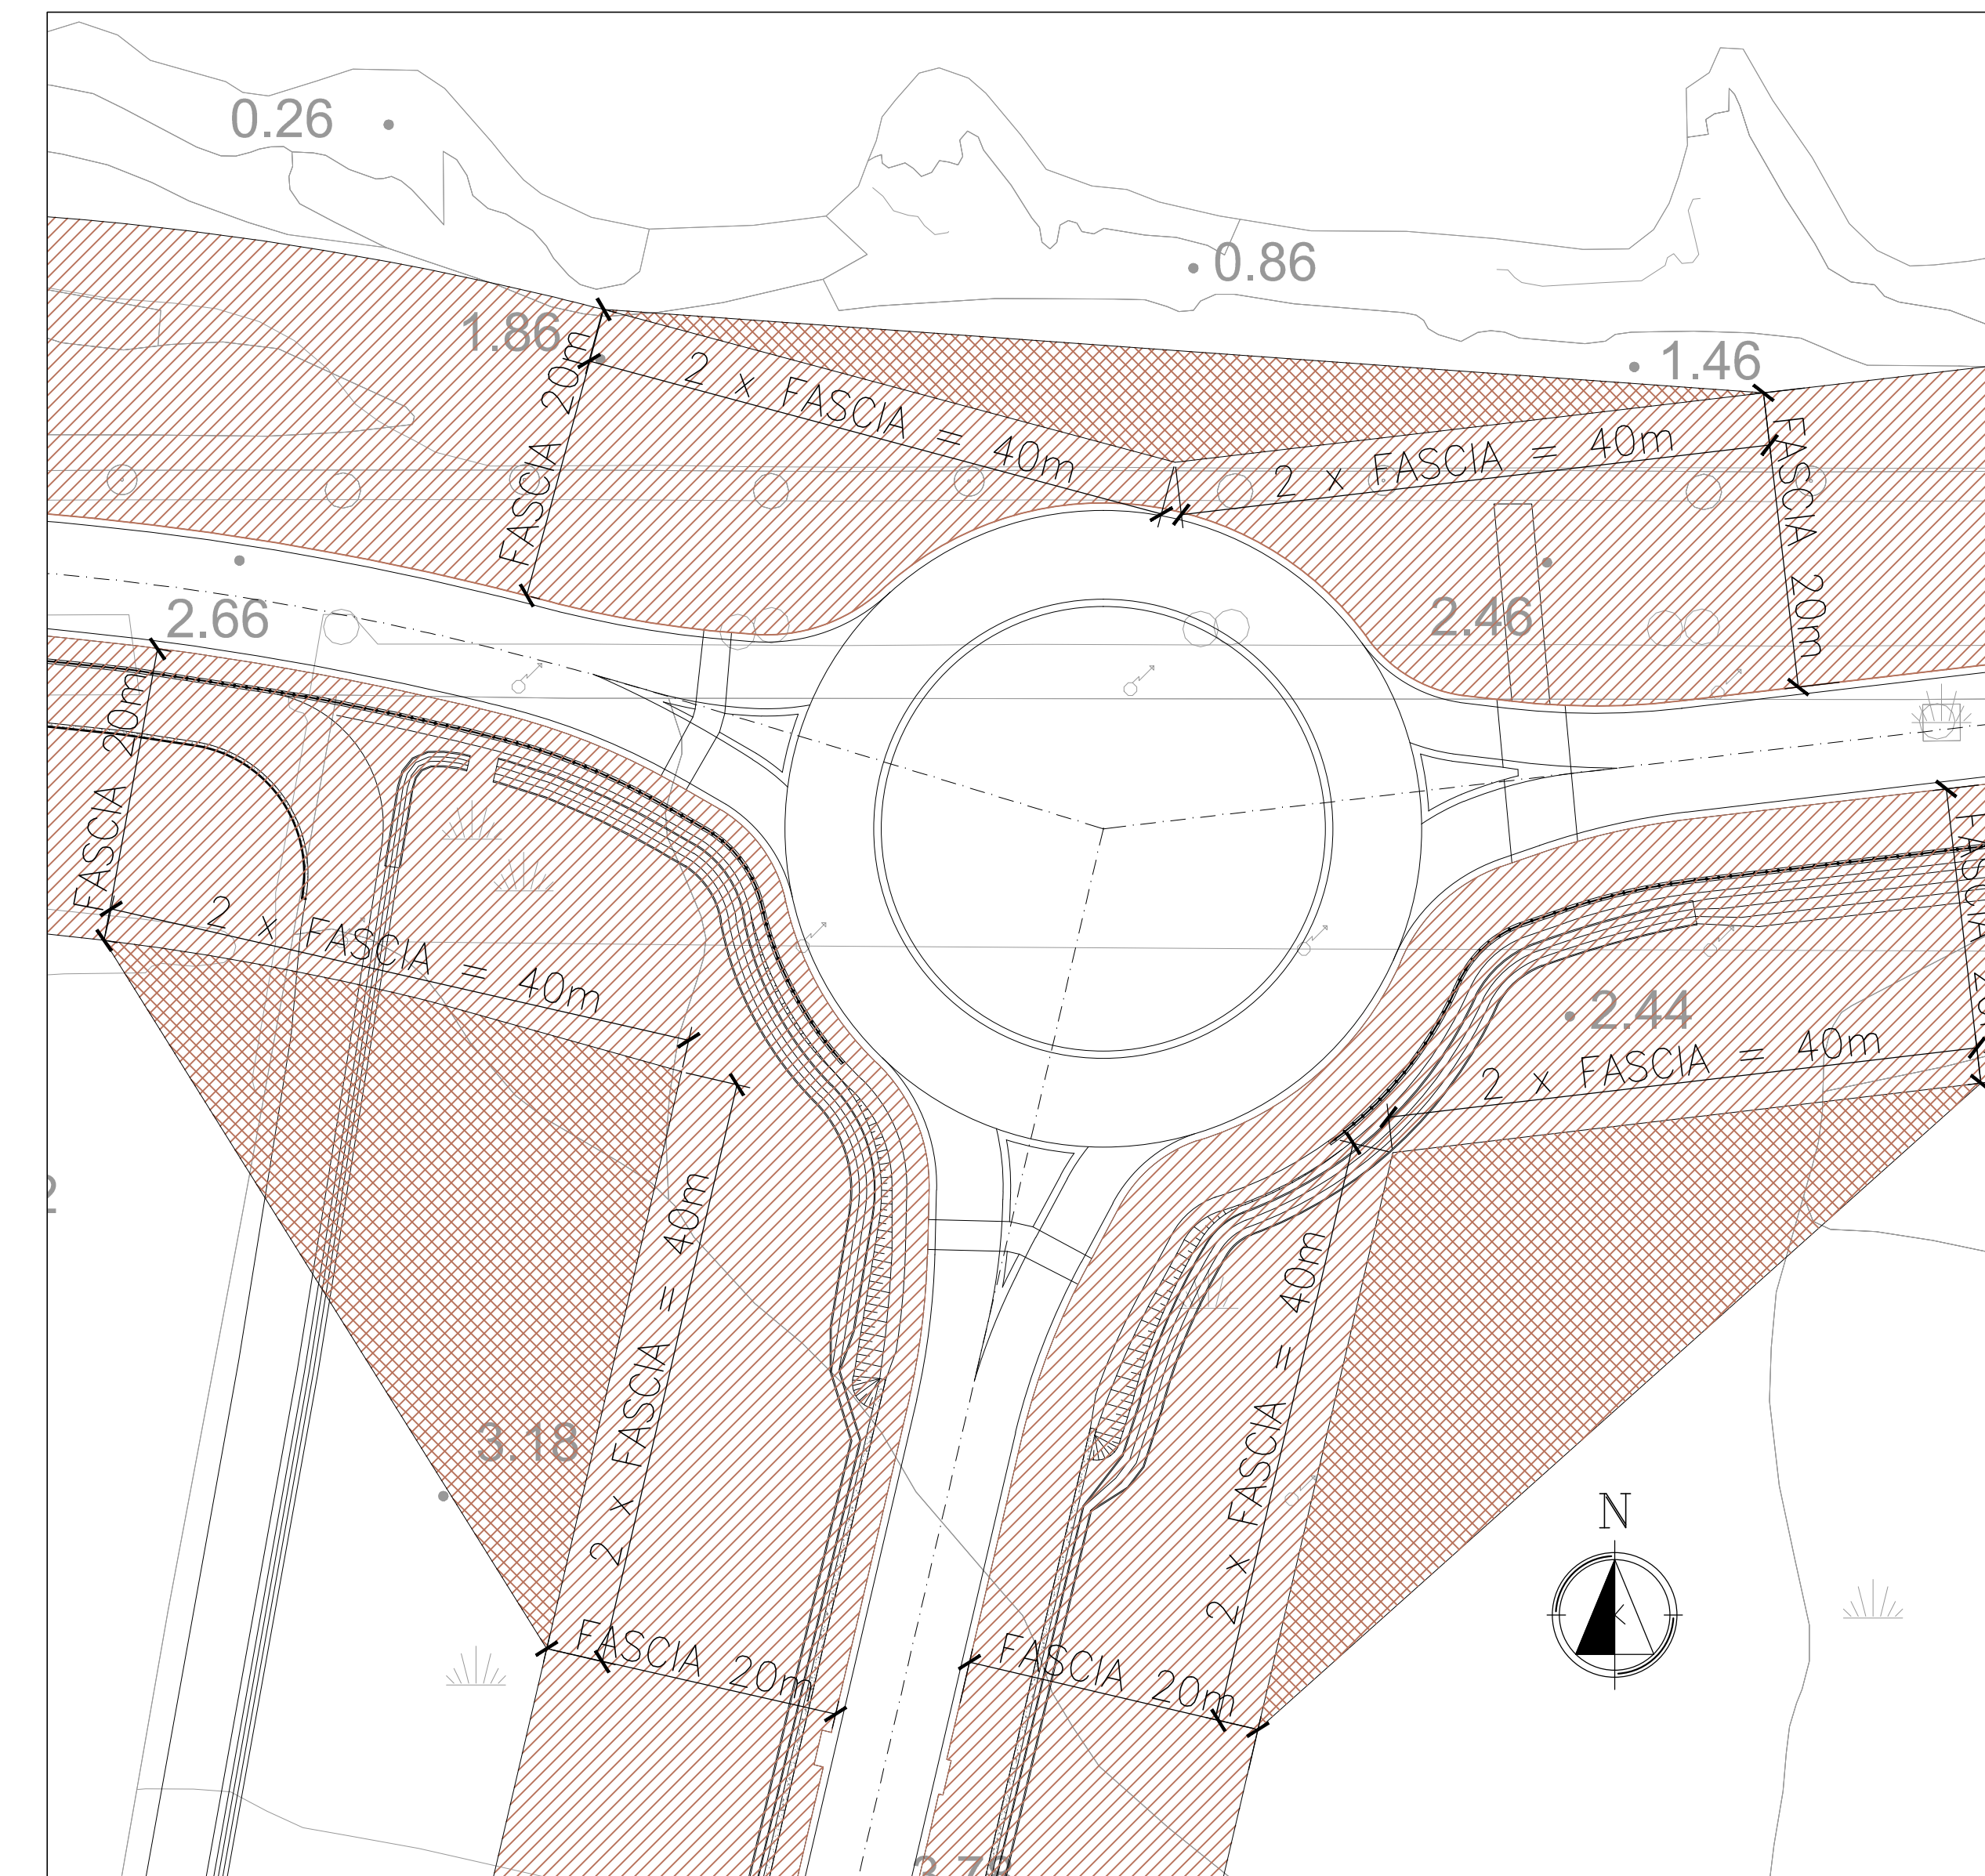 0.26
0.86
1.86
1.46
FASCIA 20m
2 x FASCIA = 40m
2 x FASCIA = 40m
FASCIA 20m
2.66
2.46
FASCIA 20m
2 x FASCIA = 40m
2.44
2 x FASCIA = 40m
2 x FASCIA = 40m
2 x FASCIA = 40m
3.18
N
FASCIA 20m
FASCIA 20m
3.78